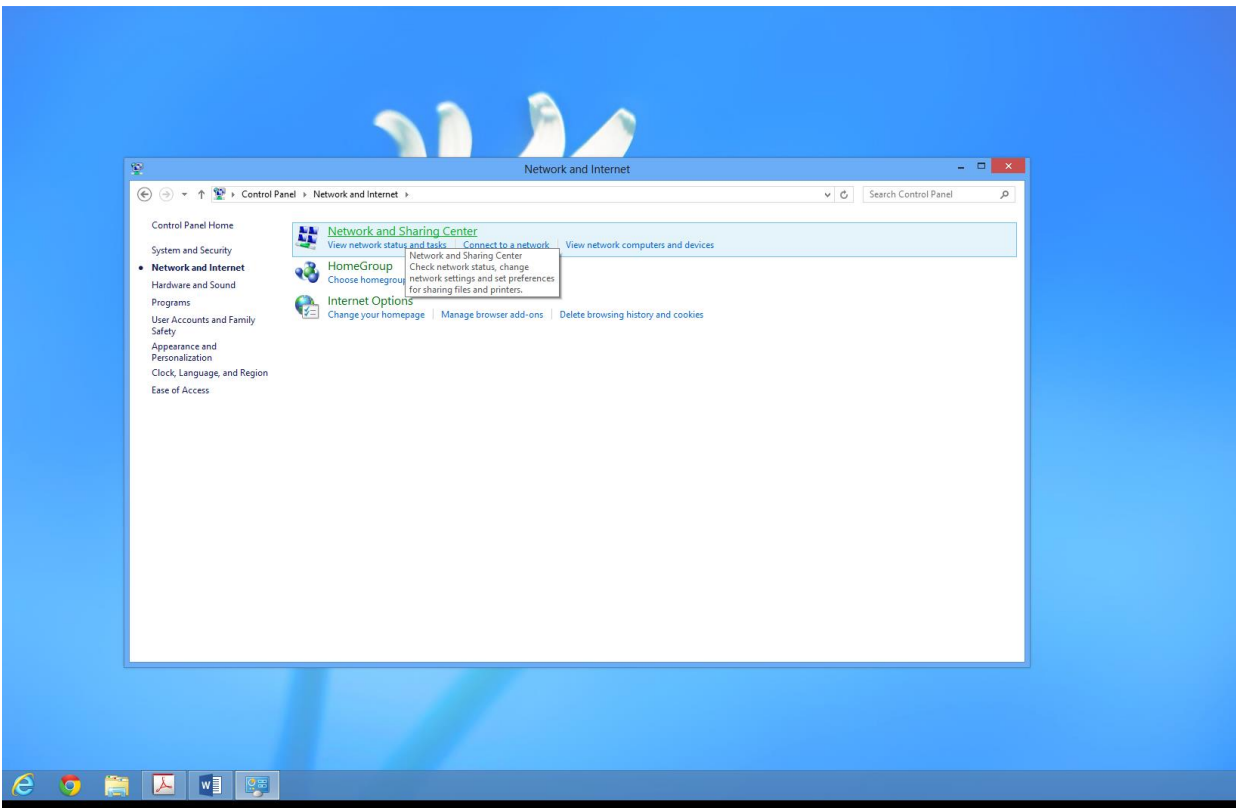 Network and Internet
Control Panel Network and Internet
Search Control Panel
Control Panel Home
System and Security
Network and Internet
Hardware and Sound
Programs
User Accounts and Family
Safety
Appearance and
Personalization
Clock, Language, and Region
Ease of Access
Network and Sharing Center
View network status and tasks Connect to a network View network computers and devices
Network and Sharing Center
Check network status, change
network settings and set preferences
for sharing files and printers.
HomeGroup
Choose homegroup
Internet Options
Change your homepage Manage browser add-ons Delete browsing history and cookies